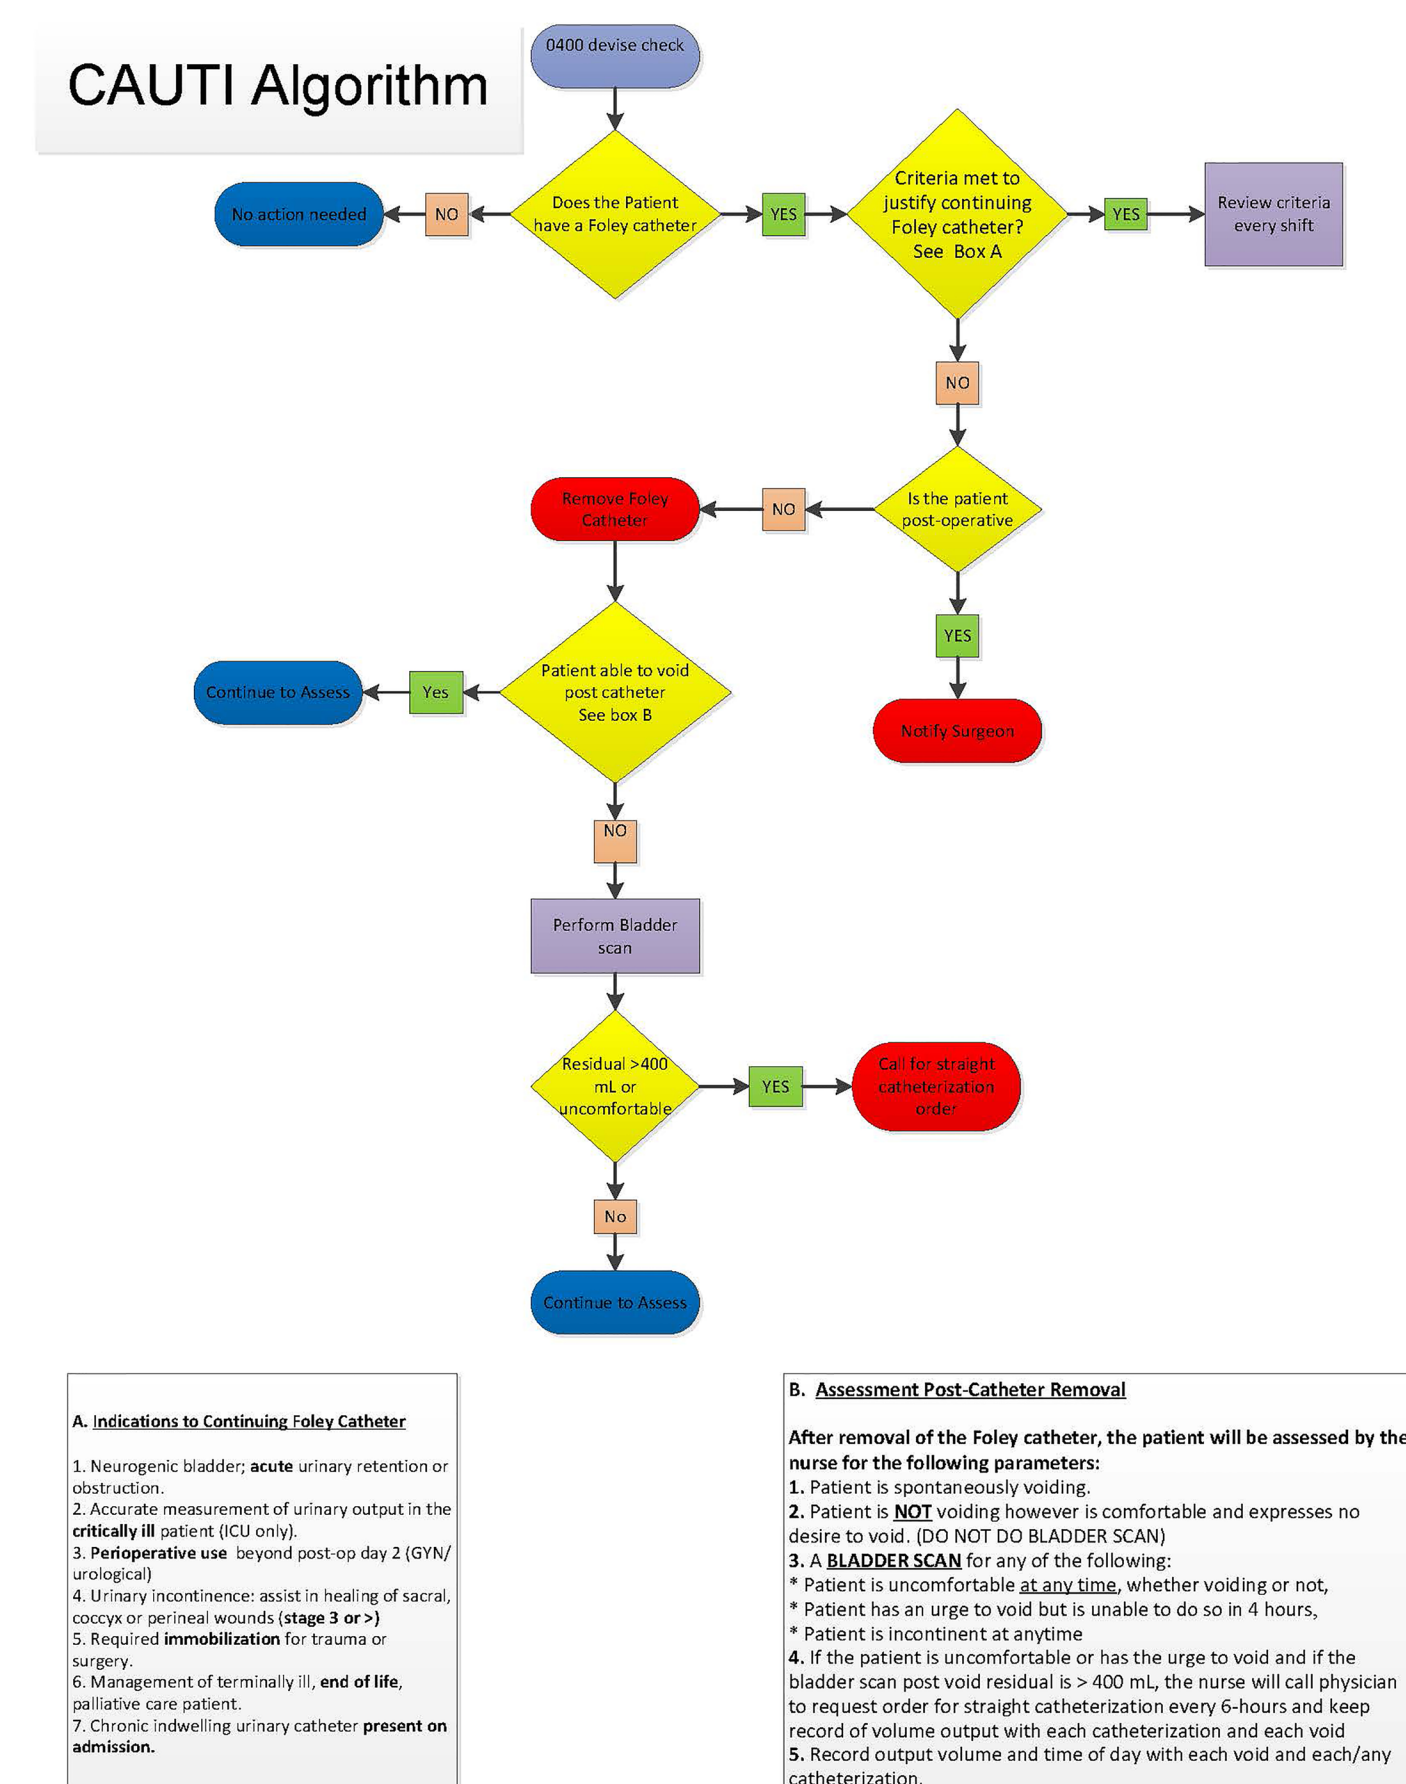 CAUTI Algorithm
0400 devise check
Does the Patient
have a Foley catheter
NO
No action needed
YES
Criteria met to
justify continuing
Foley catheter?
See Box A
YES
Review criteria
every shift
NO
Is the patient
post-operative
NO
Remove Foley
Catheter
YES
Notify Surgeon
Patient able to void
post catheter
See box B
Yes
Continue to Assess
NO
Perform Bladder
scan
Residual >400
mL or
uncomfortable
YES
Call for straight
catheterization
order
No
Continue to Assess
A. Indications to Continuing Foley Catheter
1. Neurogenic bladder; acute urinary retention or
obstruction.
2. Accurate measurement of urinary output in the
critically ill patient (ICU only).
3. Perioperative use beyond post-op day 2 (GYN/
urological)
4. Urinary incontinence: assist in healing of sacral,
coccyx or perineal wounds (stage 3 or >)
5. Required immobilization for trauma or
surgery.
6. Management of terminally ill, end of life,
palliative care patient.
7. Chronic indwelling urinary catheter present on
admission.
B. Assessment Post-Catheter Removal
After removal of the Foley catheter, the patient will be assessed by the
nurse for the following parameters:
1. Patient is spontaneously voiding.
2. Patient is NOT voiding however is comfortable and expresses no
desire to void. (DO NOT DO BLADDER SCAN)
3. A BLADDER SCAN for any of the following:
* Patient is uncomfortable at any time, whether voiding or not,
* Patient has an urge to void but is unable to do so in 4 hours,
* Patient is incontinent at anytime
4. If the patient is uncomfortable or has the urge to void and if the
bladder scan post void residual is > 400 mL, the nurse will call physician
to request order for straight catheterization every 6-hours and keep
record of volume output with each catheterization and each void
5. Record output volume and time of day with each void and each/any
catheterization.